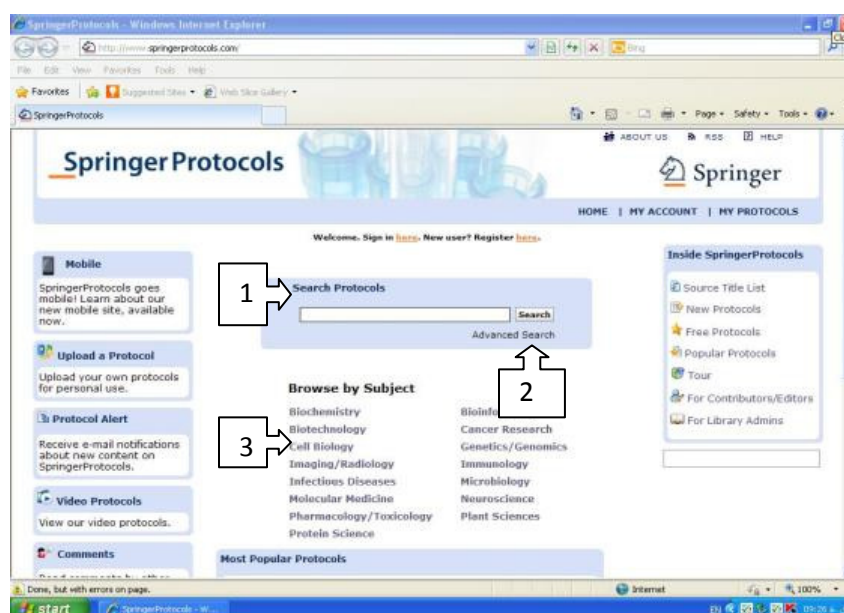 SpringerProtocols - Windows Internet Explorer
http://www.springerprotocols.com/
Bing
File Edit View Favorites Tools Help
Favorites Suggested Sites Web Slice Gallery
SpringerProtocols
Page Safety Tools
ABOUT US RSS HELP
SpringerProtocols
Springer
HOME | MY ACCOUNT | MY PROTOCOLS
Welcome. Sign in here. New user? Register here.
Mobile
SpringerProtocols goes
mobile! Learn about our
new mobile site, available
now.
Upload a Protocol
Upload your own protocols
for personal use.
Protocol Alert
Receive e-mail notifications
about new content on
SpringerProtocols.
Video Protocols
View our video protocols.
Comments
1
Search Protocols
Search
Advanced Search
2
Browse by Subject
3
Biochemistry
Biotechnology
Cell Biology
Imaging/Radiology
Infectious Diseases
Molecular Medicine
Pharmacology/Toxicology
Protein Science
Cancer Research
Genetics/Genomics
Immunology
Microbiology
Neuroscience
Plant Sciences
Most Popular Protocols
Inside SpringerProtocols
Source Title List
New Protocols
Free Protocols
Popular Protocols
Tour
For Contributors/Editors
For Library Admins
Done, but with errors on page.
Internet
100%
start
SpringerProtocols - W...
EN